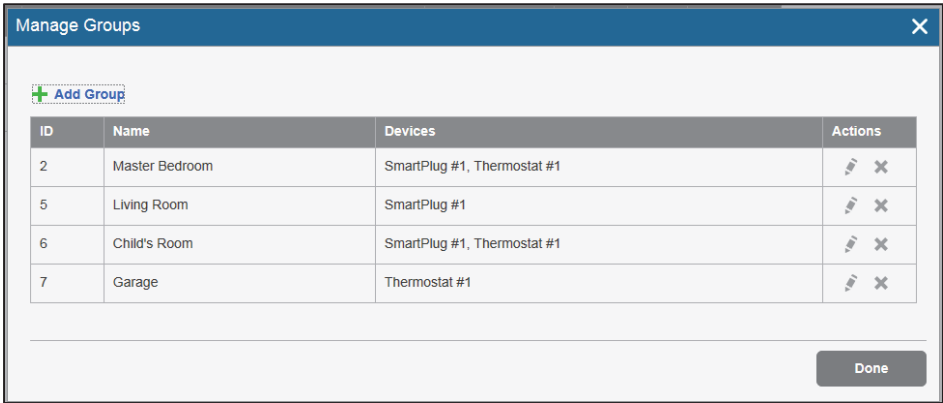 Manage Groups
Add Group
ID Name Devices Actions
2 Master Bedroom SmartPlug #1, Thermostat #1
5 Living Room SmartPlug #1
6 Child's Room SmartPlug #1, Thermostat #1
7 Garage Thermostat #1
Done